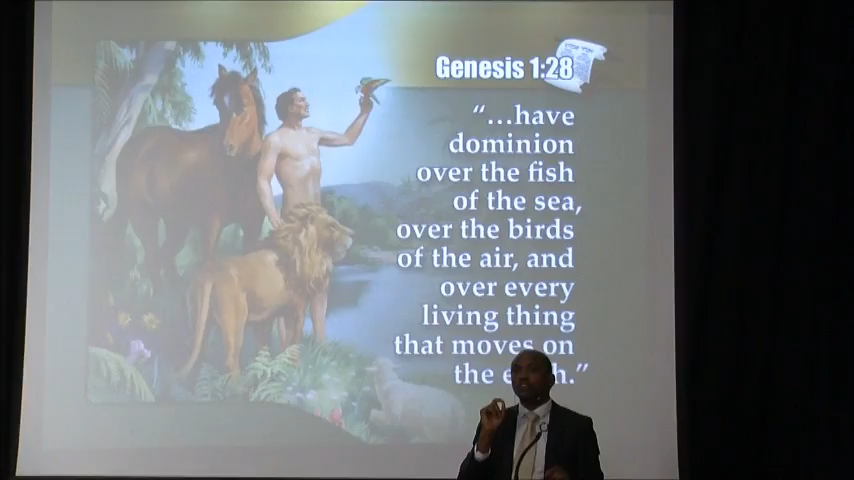 Genesis 1:28
“...have
dominion
over the fish
of the sea,
over the birds
of the air, and
over every
living thing
that moves on
the